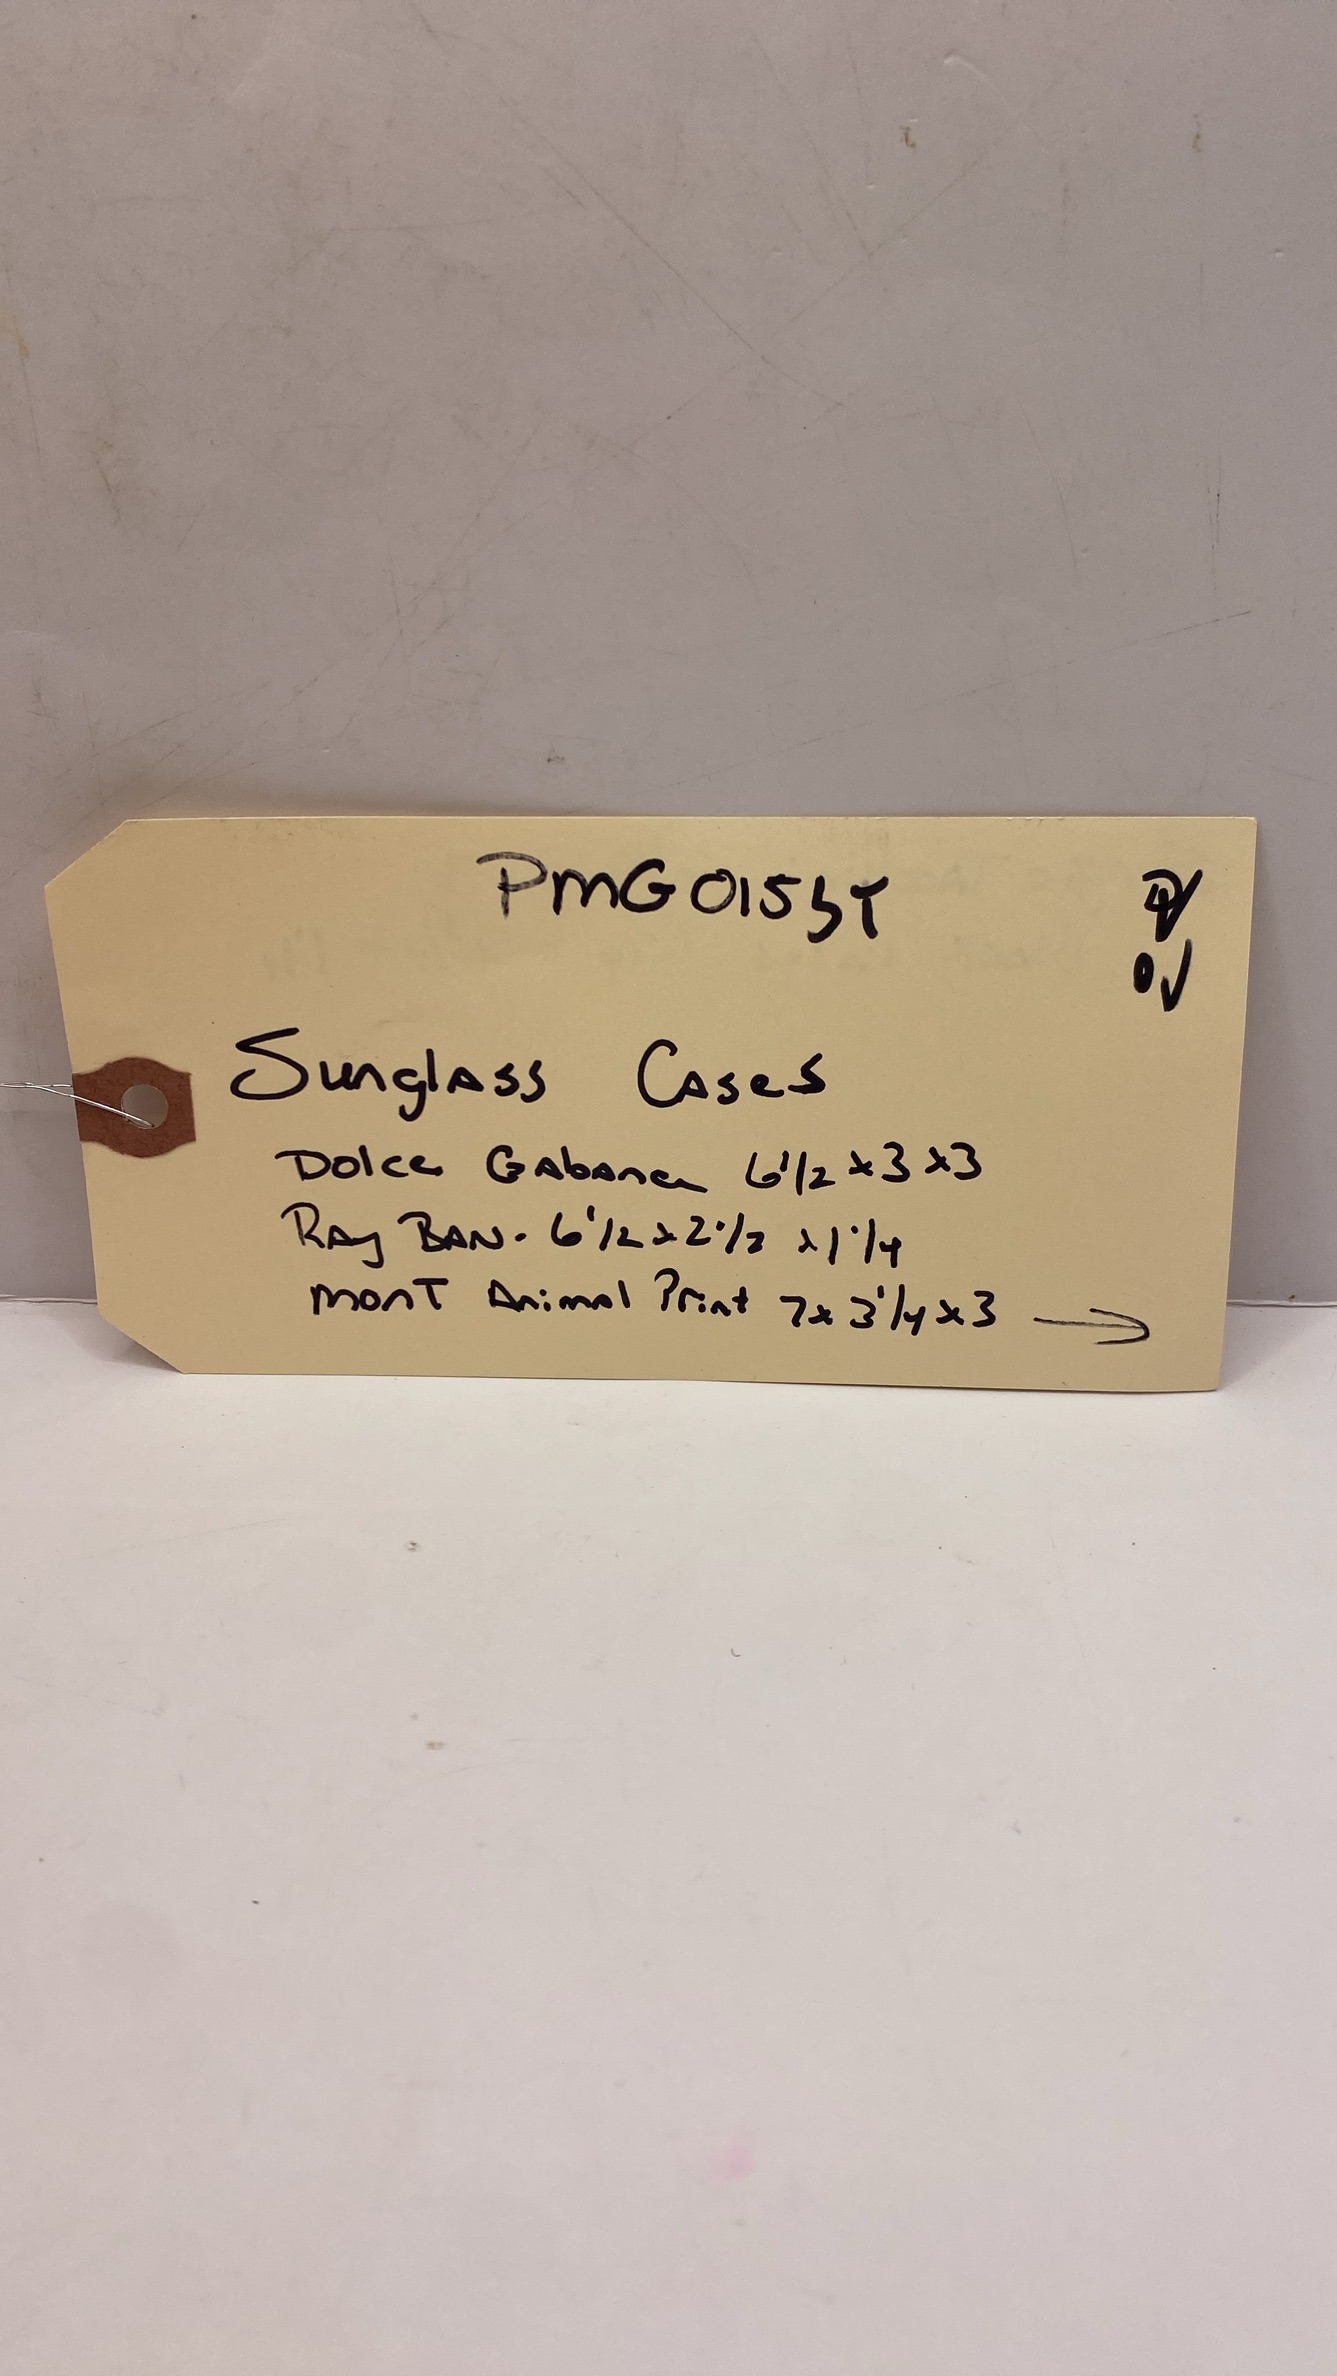 PMG0153T
Sunglass Cases
Dolce Gabana 6 1/2 x 3 x 3
Ray BAN. 6 1/2 x 2 1/2 x 1 1/4
Mont Animal Print 7 x 3 1/4 x 3 →